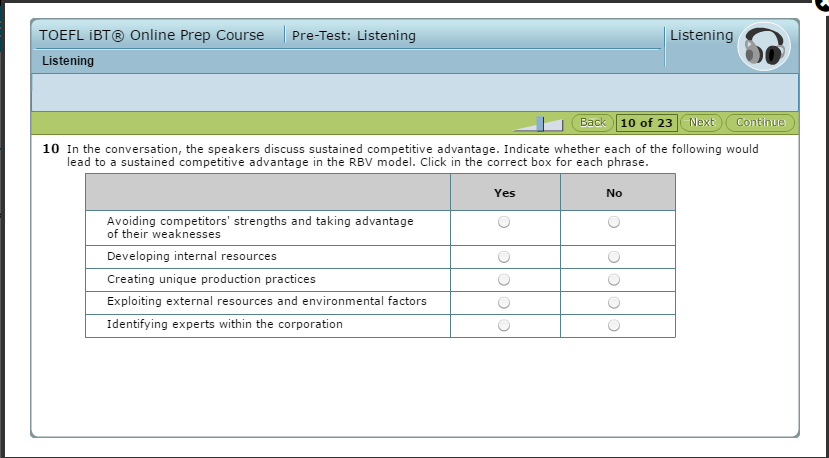 TOEFL iBT® Online Prep Course
Pre-Test: Listening
Listening
Listening
Back
10 of 23
Next
Continue
10 In the conversation, the speakers discuss sustained competitive advantage. Indicate whether each of the following would
lead to a sustained competitive advantage in the RBV model. Click in the correct box for each phrase.
Yes
No
Avoiding competitors' strengths and taking advantage
of their weaknesses
Developing internal resources
Creating unique production practices
Exploiting external resources and environmental factors
Identifying experts within the corporation